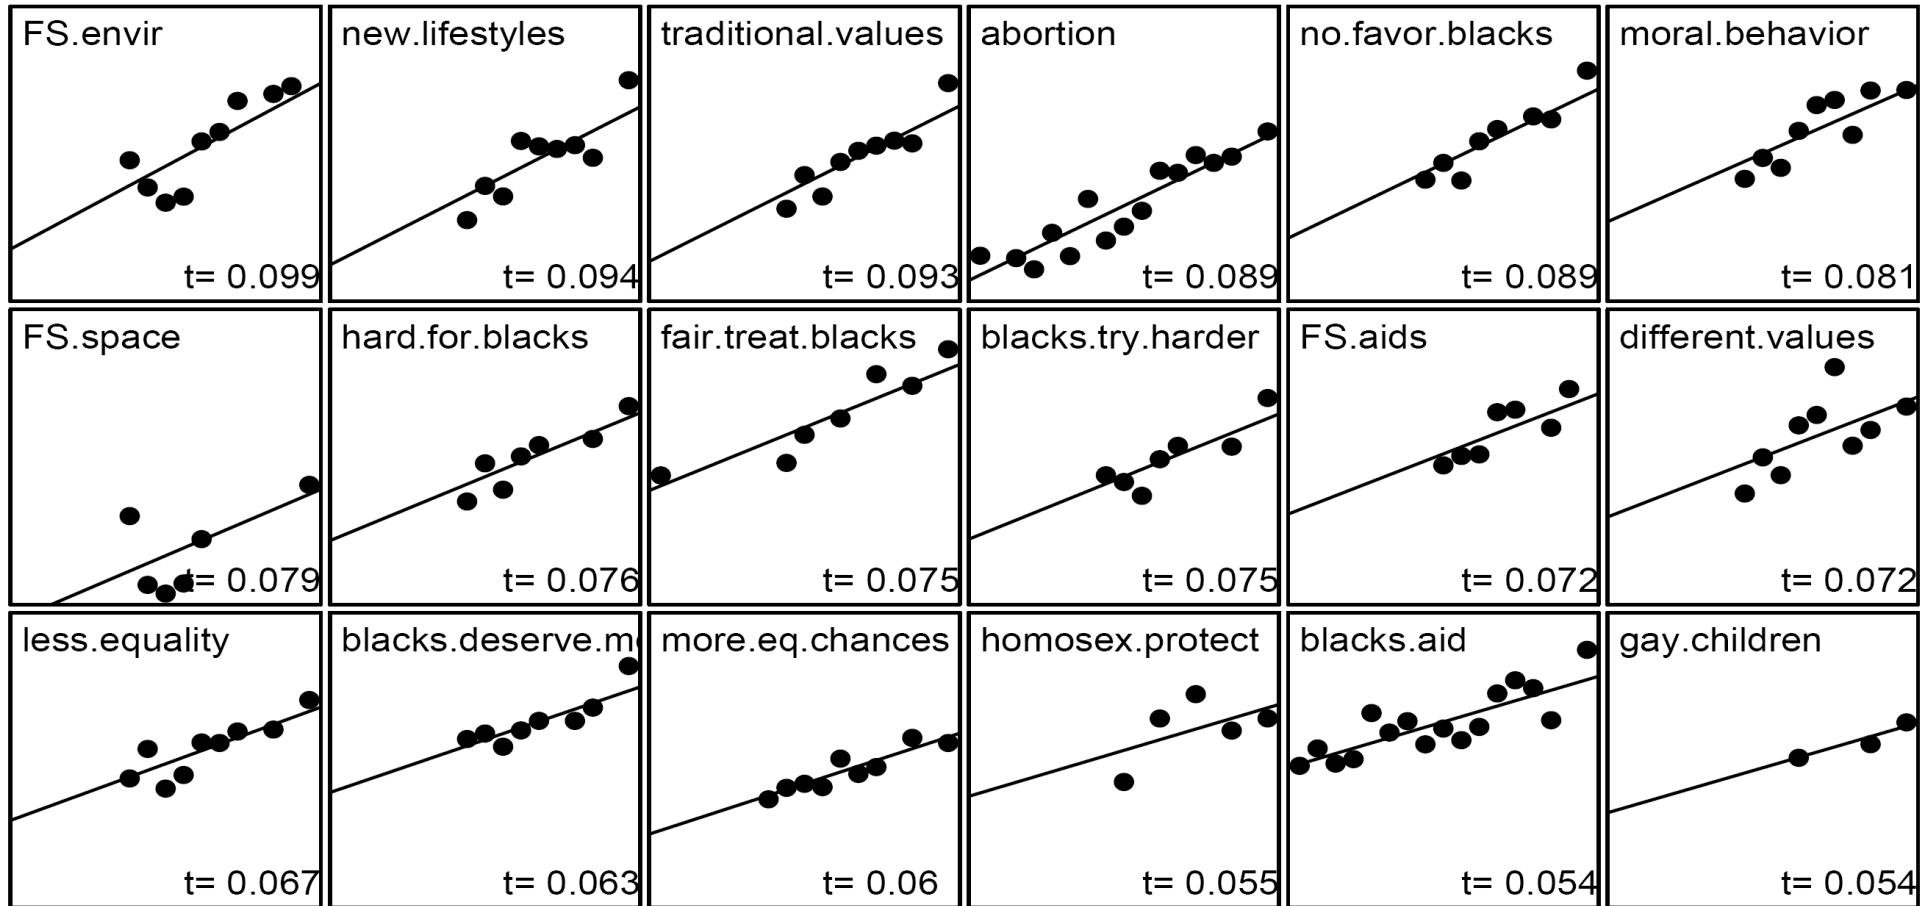 FS.envir
new.lifestyles
traditional.values
abortion
no.favor.blacks
moral.behavior
t= 0.099
t= 0.094
t= 0.093
t= 0.089
t= 0.089
t= 0.081
FS.space
hard.for.blacks
fair.treat.blacks
blacks.try.harder
FS.aids
different.values
t= 0.079
t= 0.076
t= 0.075
t= 0.075
t= 0.072
t= 0.072
less.equality
blacks.deserve.m
more.eq.chances
homosex.protect
blacks.aid
gay.children
t= 0.067
t= 0.063
t= 0.06
t= 0.055
t= 0.054
t= 0.054